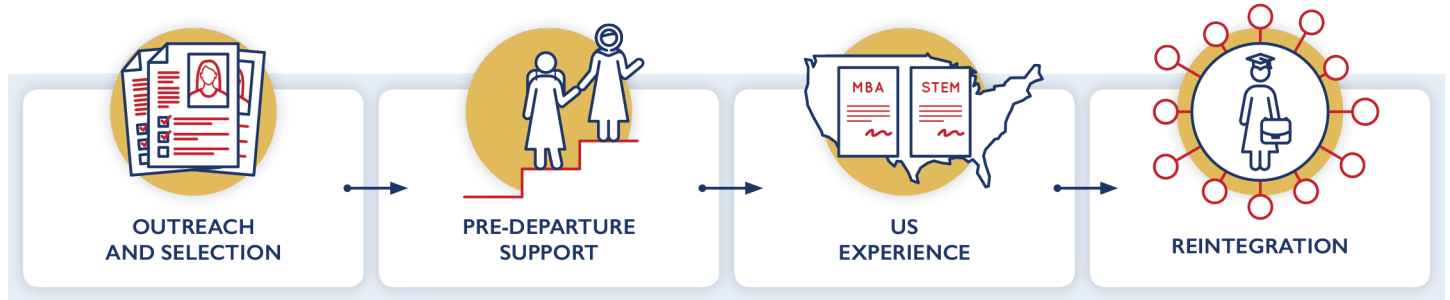 OUTREACH
AND SELECTION
PRE-DEPARTURE
SUPPORT
MBA
STEM
US
EXPERIENCE
REINTEGRATION